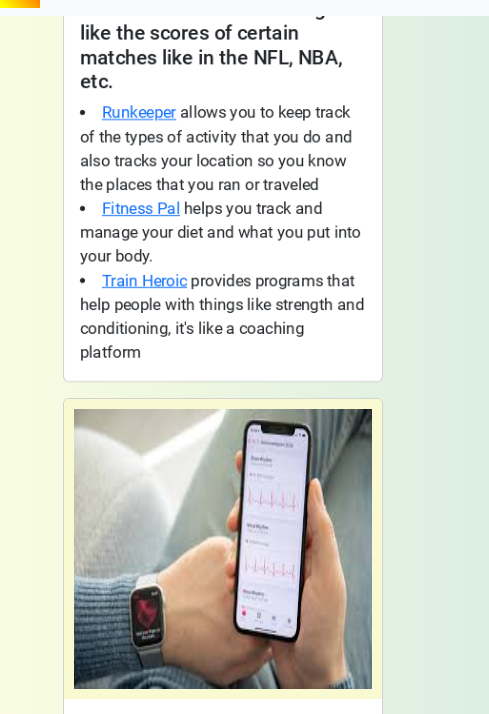 like the scores of certain
matches like in the NFL, NBA,
etc.
• Runkeeper allows you to keep track
of the types of activity that you do and
also tracks your location so you know
the places that you ran or traveled
• Fitness Pal helps you track and
manage your diet and what you put into
your body.
• Train Heroic provides programs that
help people with things like strength and
conditioning, it's like a coaching
platform